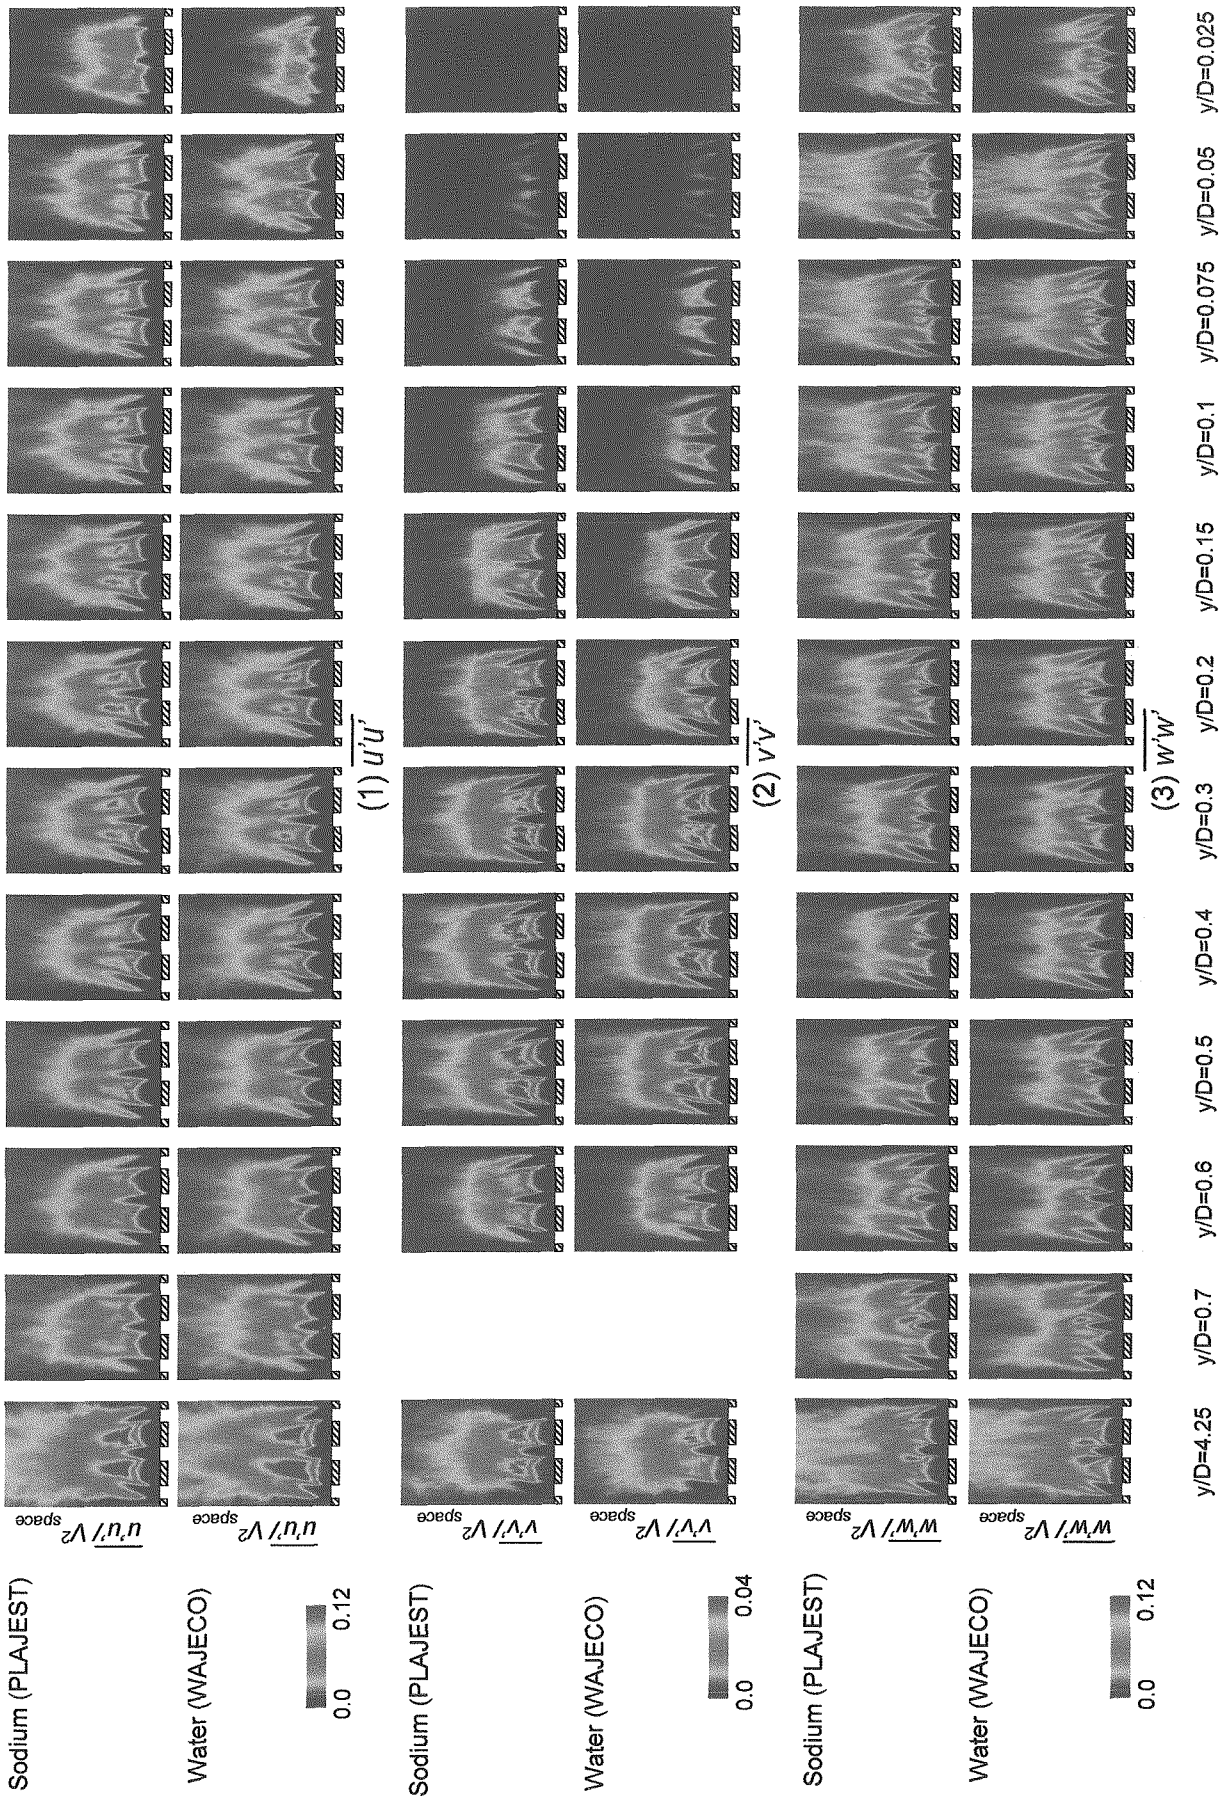 Sodium (PLAJEST)
u'u'/V²space
Water (WAJECO)
u'u'/V²space
0.0 0.12
(1) u'u'
Sodium (PLAJEST)
v'v'/V²space
Water (WAJECO)
v'v'/V²space
0.0 0.04
(2) v'v'
Sodium (PLAJEST)
w'w'/V²space
Water (WAJECO)
w'w'/V²space
0.0 0.12
(3) w'w'
y/D=4.25 y/D=0.7 y/D=0.6 y/D=0.5 y/D=0.4 y/D=0.3 y/D=0.2 y/D=0.15 y/D=0.1 y/D=0.075 y/D=0.05 y/D=0.025